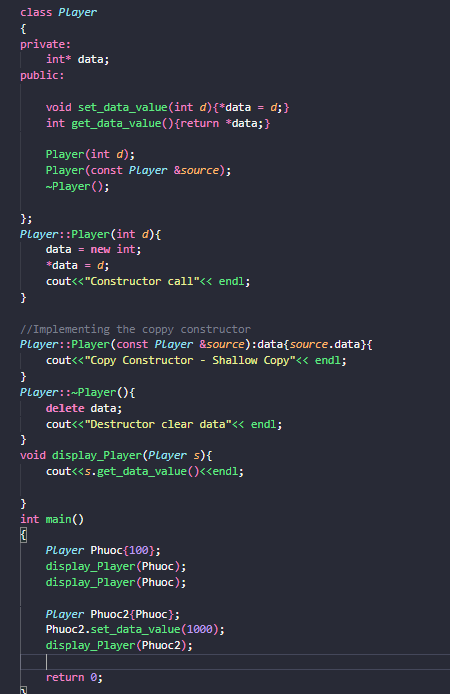 class Player
{
private:
    int* data;
public:

    void set_data_value(int d){*data = d;}
    int get_data_value(){return *data;}

    Player(int d);
    Player(const Player &source);
    ~Player();

};
Player::Player(int d){
    data = new int;
    *data = d;
    cout<<"Constructor call"<< endl;
}

//Implementing the coppy constructor
Player::Player(const Player &source):data{source.data}{
    cout<<"Copy Constructor - Shallow Copy"<< endl;
}
Player::~Player(){
    delete data;
    cout<<"Destructor clear data"<< endl;
}
void display_Player(Player s){
    cout<<s.get_data_value()<<endl;

}
int main()
{
    Player Phuoc{100};
    display_Player(Phuoc);
    display_Player(Phuoc);

    Player Phuoc2{Phuoc};
    Phuoc2.set_data_value(1000);
    display_Player(Phuoc2);

    return 0;
}